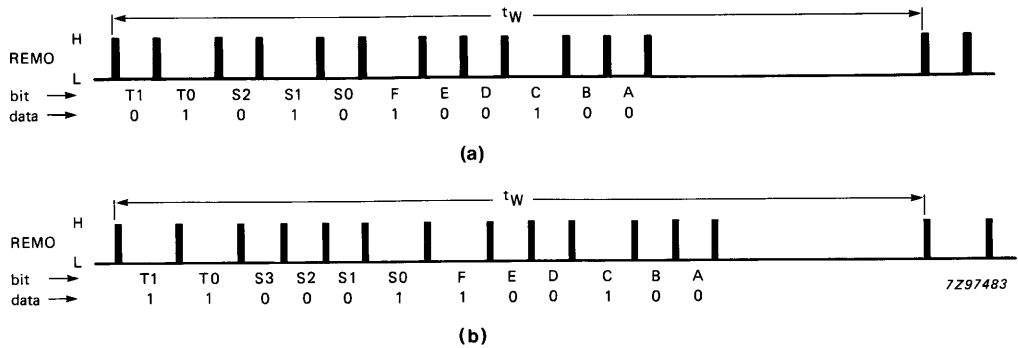 tW
H
REMO
L
bit T1 T0 S2 S1 S0 F E D C B A
data 0 1 0 1 0 1 0 0 1 0 0
(a)
tW
H
REMO
L
bit T1 T0 S3 S2 S1 S0 F E D C B A
data 1 1 0 0 0 1 1 0 0 1 0 0
7Z97483
(b)